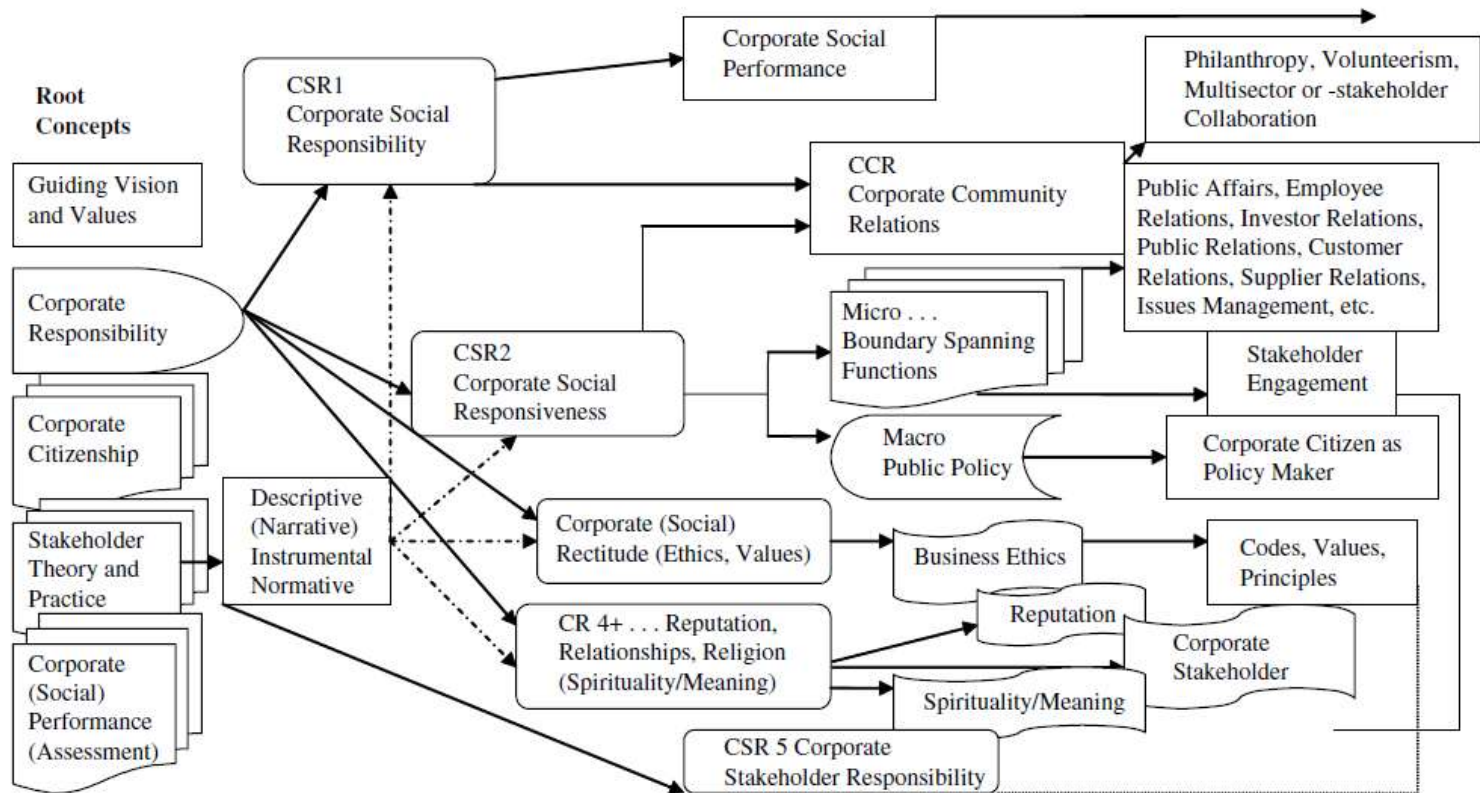 Root
Concepts
Guiding Vision
and Values
Corporate
Responsibility
Corporate
Citizenship
Stakeholder
Theory and
Practice
Corporate
(Social)
Performance
(Assessment)
Descriptive
(Narrative)
Instrumental
Normative
CSR1
Corporate Social
Responsibility
CSR2
Corporate Social
Responsiveness
Corporate (Social)
Rectitude (Ethics, Values)
CR 4+ . . . Reputation,
Relationships, Religion
(Spirituality/Meaning)
CSR 5 Corporate
Stakeholder Responsibility
Corporate Social
Performance
CCR
Corporate Community
Relations
Micro . . .
Boundary Spanning
Functions
Macro
Public Policy
Business Ethics
Reputation
Spirituality/Meaning
Philanthropy, Volunteerism,
Multisector or -stakeholder
Collaboration
Public Affairs, Employee
Relations, Investor Relations,
Public Relations, Customer
Relations, Supplier Relations,
Issues Management, etc.
Stakeholder
Engagement
Corporate Citizen as
Policy Maker
Codes, Values,
Principles
Corporate
Stakeholder